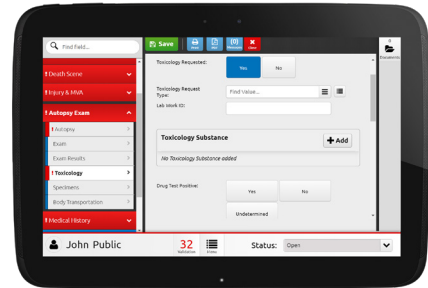 Find Field...
Save
Close
0
Documents
! Death Scene
! Injury & MVA
! Autopsy Exam
! Autopsy
Exam
Exam Results
! Toxicology
Specimens
Body Transportation
! Medical History
Toxicology Requested:
Yes
No
Toxicology Request
Type:
Find Value...
Lab Work ID:
Toxicology Substance
Add
No Toxicology Substance added
Drug Test Positive:
Yes
No
Undetermined
John Public
32
Status:
Open